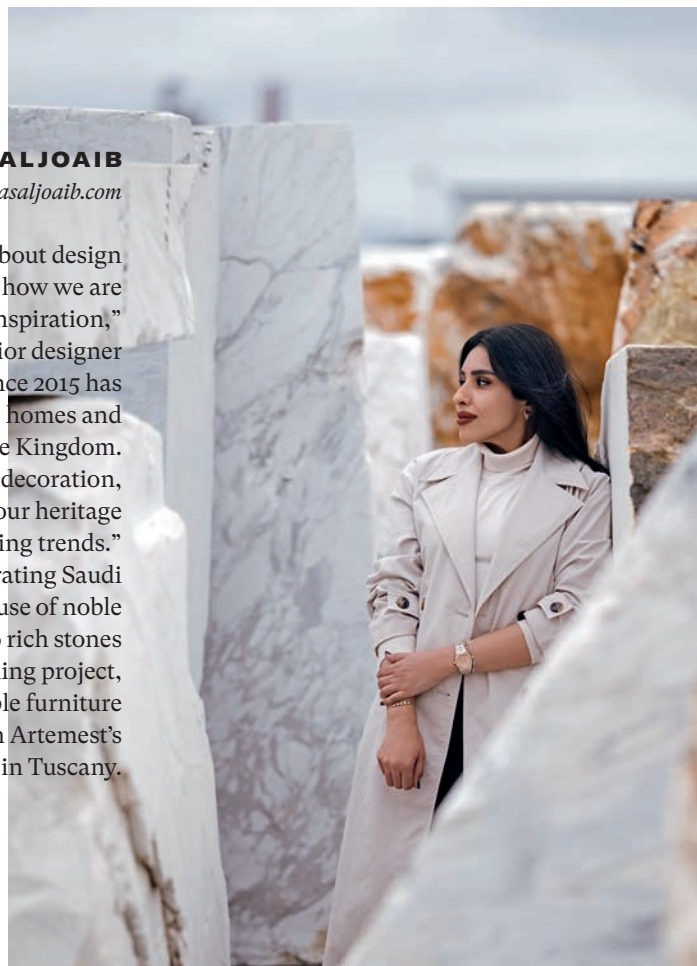 ALJOAIB
asaljoaib.com
bout design
how we are
nspiration,”
ior designer
nce 2015 has
homes and
e Kingdom.
decoration,
our heritage
ing trends.”
rating Saudi
use of noble
rich stones
ing project,
le furniture
n Artemest’s
in Tuscany.